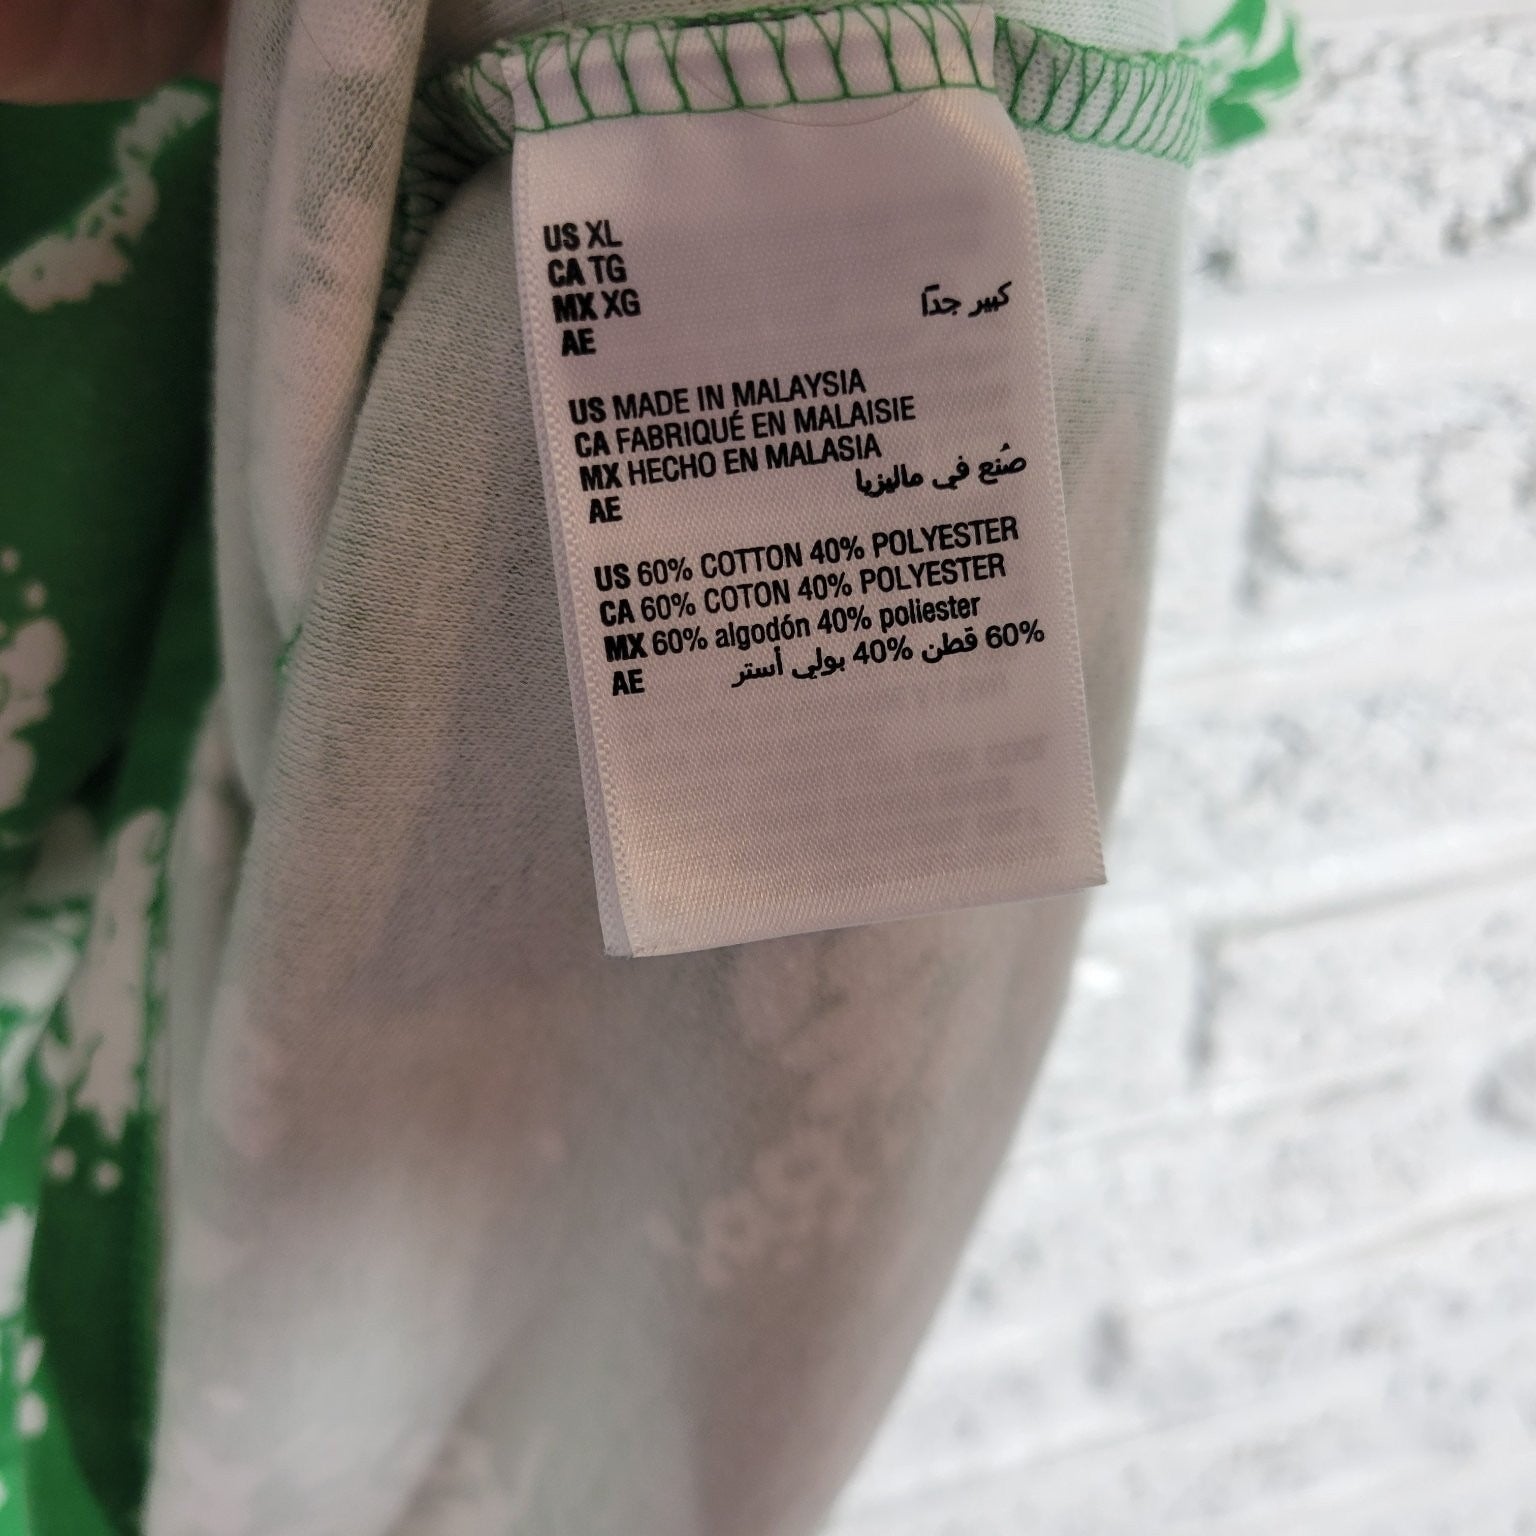 US XL
CA TG
MX XG
AE كبير جدًا
US MADE IN MALAYSIA
CA FABRIQUÉ EN MALAISIE
MX HECHO EN MALASIA
AE صُنع في ماليزيا
US 60% COTTON 40% POLYESTER
CA 60% COTON 40% POLYESTER
MX 60% algodón 40% poliester
AE 60% قطن 40% بولي أستر